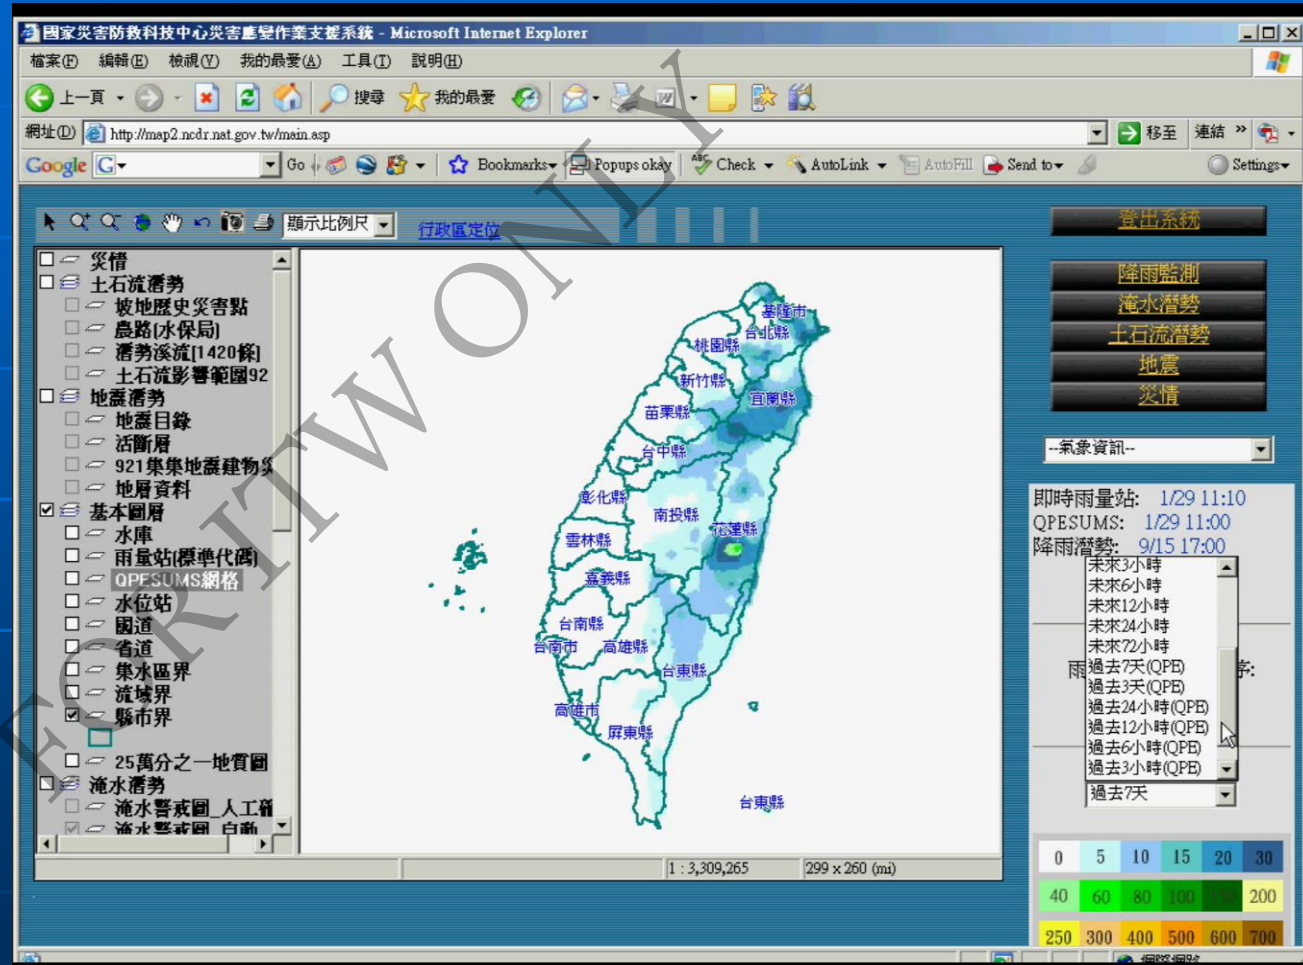 國家災害防救科技中心災害應變作業支援系統 - Microsoft Internet Explorer
檔案(F) 編輯(E) 檢視(V) 我的最愛(A) 工具(T) 說明(H)
上一頁 搜尋 我的最愛
網址(D) http://map2.ncdr.nat.gov.tw/main.asp 移至 連結 »
Google G Go Bookmarks Popups okay Check AutoLink AutoFill Send to Settings
顯示比例尺 行政區定位
登出系統
降雨監測
淹水潛勢
土石流潛勢
地震
災情
--氣象資訊--
災情
土石流潛勢
坡地歷史災害點
農路(水保局)
潛勢溪流[1420條]
土石流影響範圍92
地震潛勢
地震目錄
活斷層
921集集地震建物災
地層資料
基本圖層
水庫
雨量站(標準代碼)
QPESUMS網格
水位站
國道
省道
集水區界
流域界
縣市界
25萬分之一地質圖
淹水潛勢
淹水警戒圖_人工確
淹水警戒圖_自動
基隆市
台北縣
桃園縣
新竹縣
宜蘭縣
苗栗縣
台中縣
彰化縣
南投縣
花蓮縣
雲林縣
嘉義縣
台南縣
台南市
高雄縣
台東縣
高雄市
屏東縣
台東縣
1 : 3,309,265 299 x 260 (mi)
即時雨量站: 1/29 11:10
QPESUMS: 1/29 11:00
降雨潛勢: 9/15 17:00
未來3小時
未來6小時
未來12小時
未來24小時
未來72小時
過去7天(QPE)
雨 字:
過去3天(QPE)
過去24小時(QPE)
過去12小時(QPE)
過去6小時(QPE)
過去3小時(QPE)
過去7天
0 5 10 15 20 30
40 60 80 100 200
250 300 400 500 600 700
網際網路
FORITW ONLY